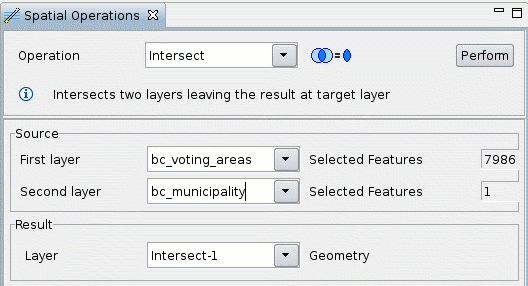 Spatial Operations
Operation Intersect = Perform
Intersects two layers leaving the result at target layer
Source
First layer bc_voting_areas Selected Features 7986
Second layer bc_municipality Selected Features 1
Result
Layer Intersect-1 Geometry